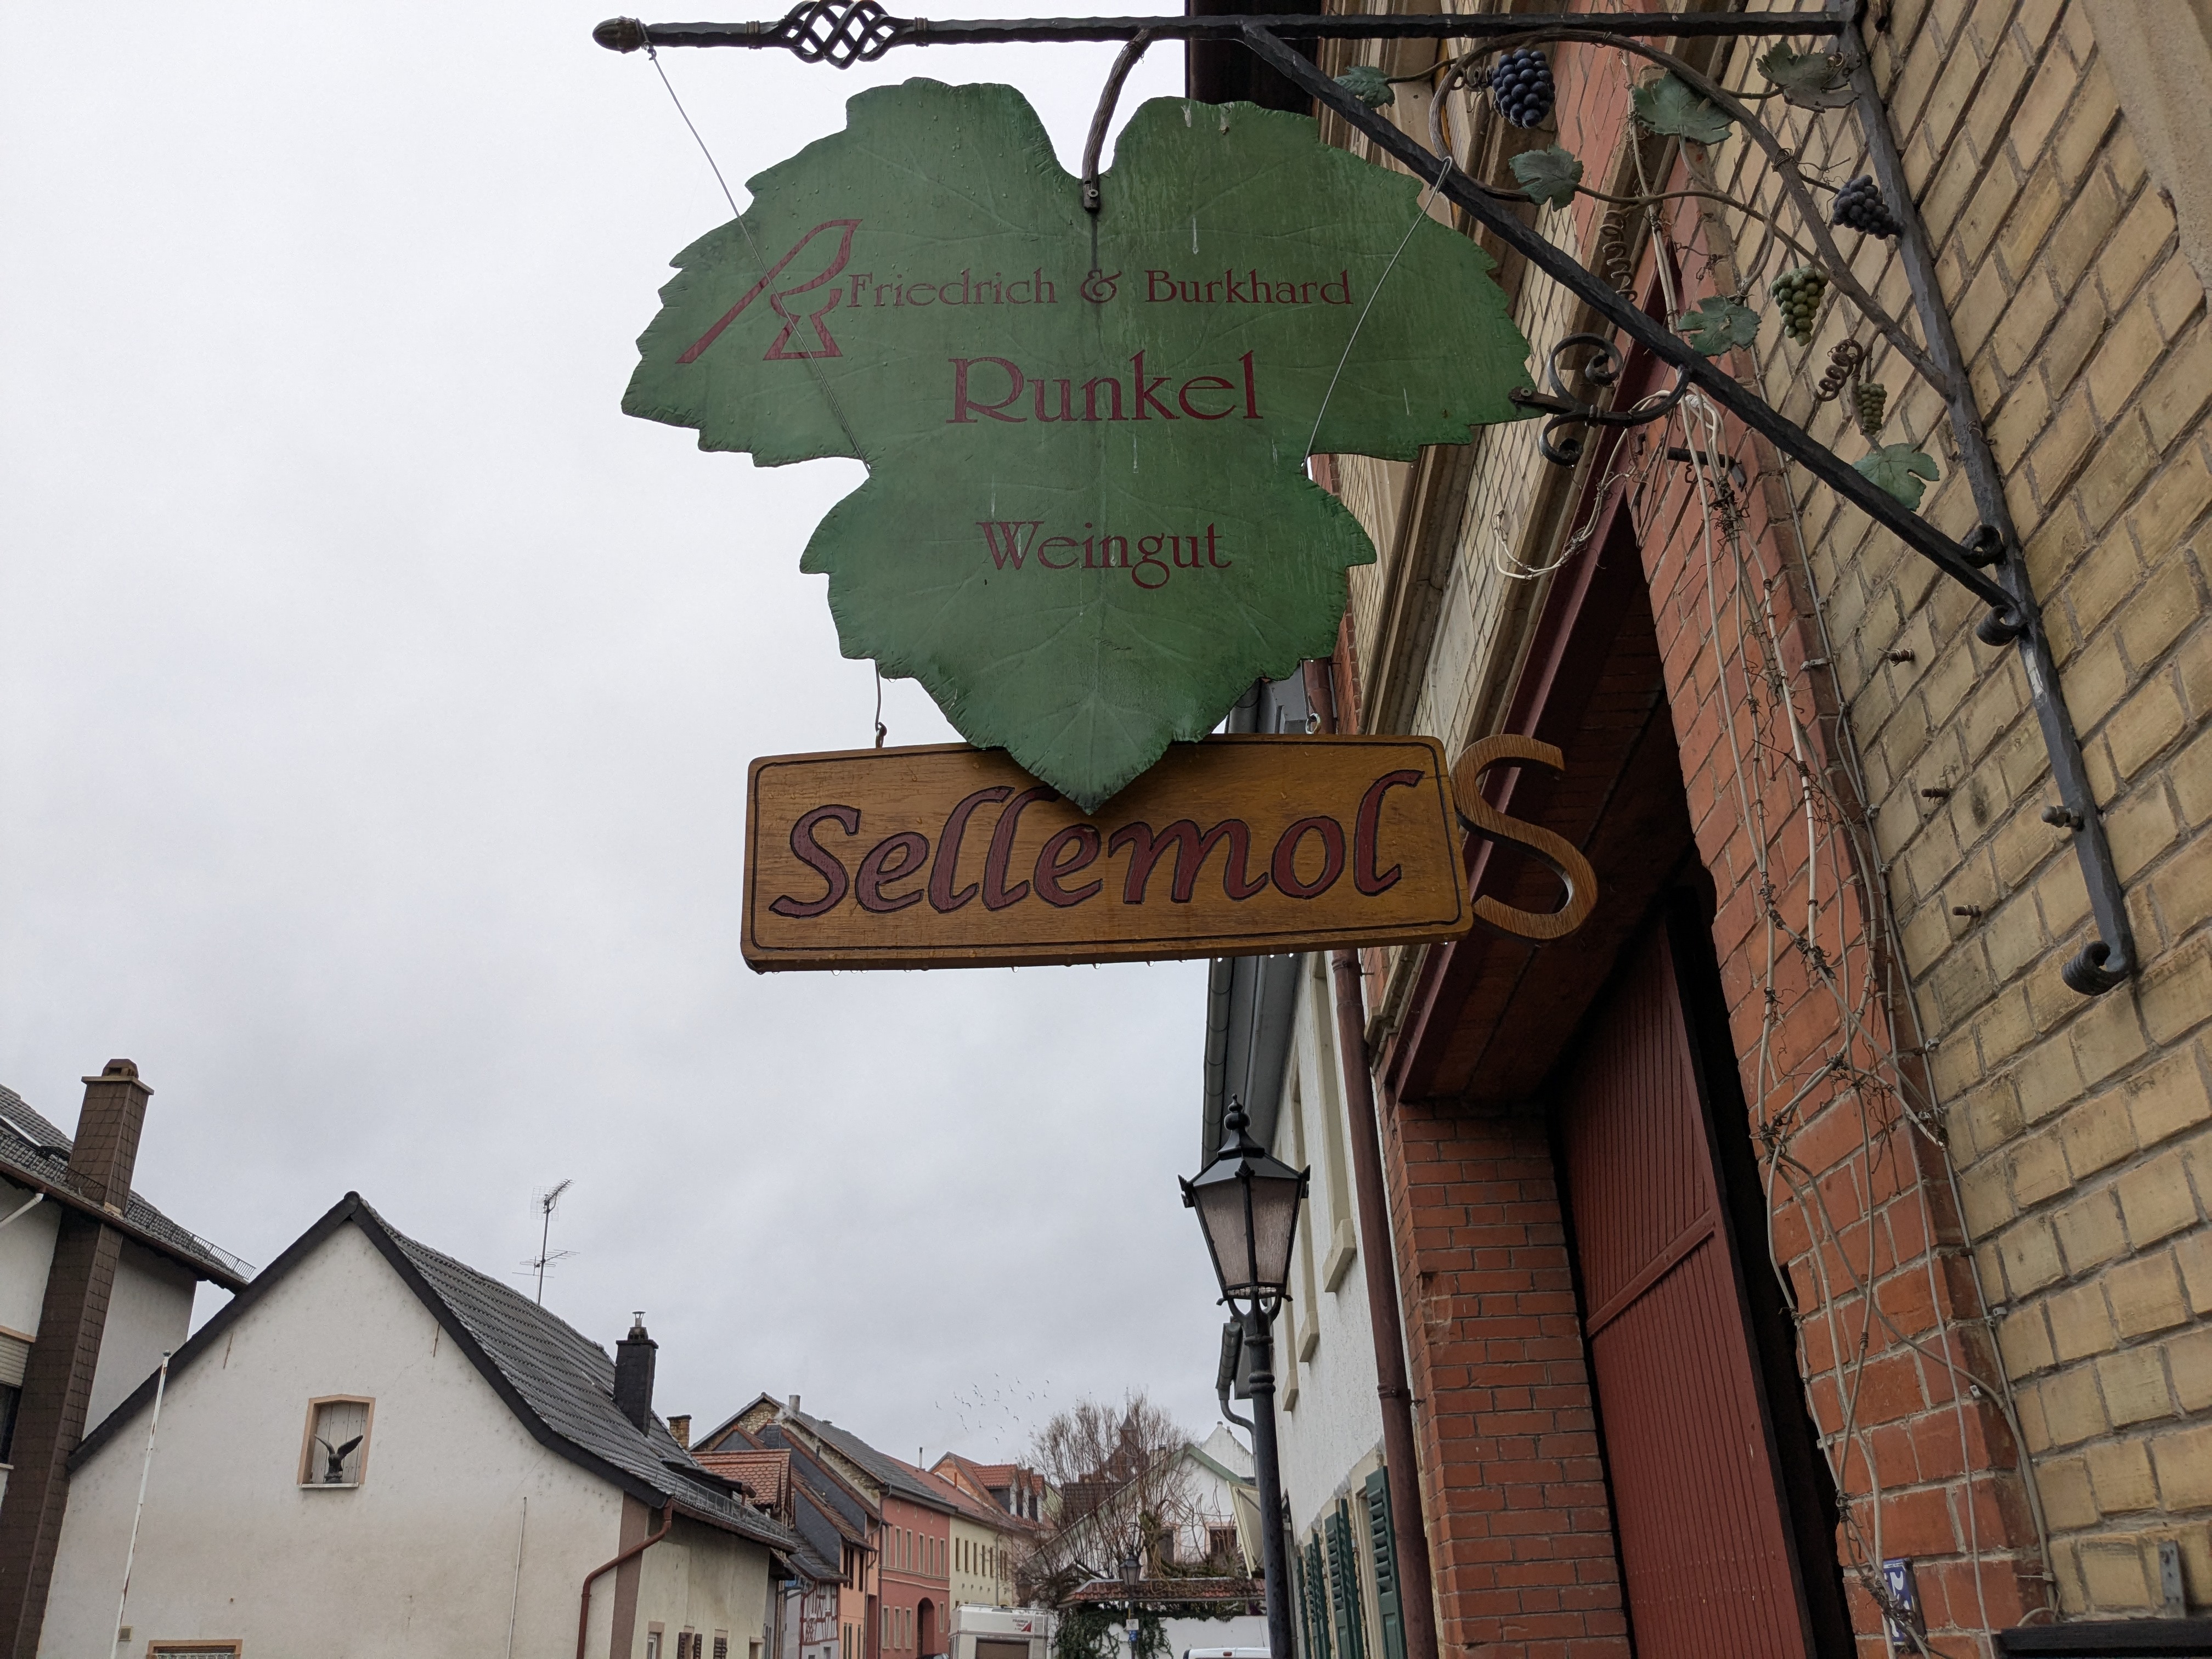 Friedrich & Burkhard
Runkel
Weingut
Sellemol
S